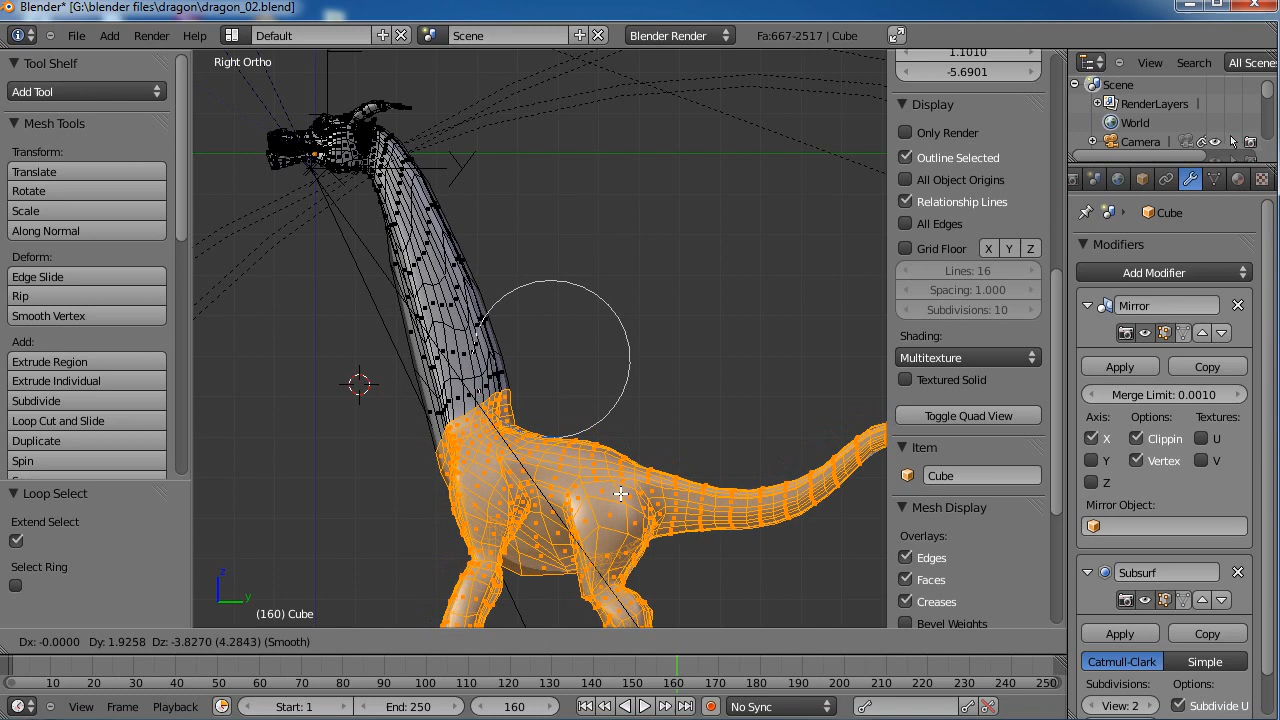 Blender* [G:\blender files\dragon\dragon_02.blend]
File Add Render Help Default Scene Blender Render Fa:667-2517 | Cube
Tool Shelf
Add Tool
Mesh Tools
Transform:
Translate
Rotate
Scale
Along Normal
Deform:
Edge Slide
Rip
Smooth Vertex
Add:
Extrude Region
Extrude Individual
Subdivide
Loop Cut and Slide
Duplicate
Spin
Loop Select
Extend Select
Select Ring
Right Ortho
Y
z
y
(160) Cube
Dx: -0.0000 Dy: 1.9258 Dz: -3.8270 (4.2843) (Smooth)
1.1010
-5.6901
Display
Only Render
Outline Selected
All Object Origins
Relationship Lines
All Edges
Grid Floor X Y Z
Lines: 16
Spacing: 1.000
Subdivisions: 10
Shading:
Multitexture
Textured Solid
Toggle Quad View
Item
Cube
Mesh Display
Overlays:
Edges
Faces
Creases
Bevel Weights
View Search All Scene
Scene
RenderLayers
World
Camera
Cube
Modifiers
Add Modifier
Mirror
Apply Copy
Merge Limit: 0.0010
Axis: Options: Textures:
X Clippin U
Y Vertex V
Z
Mirror Object:
Subsurf
Apply Copy
Catmull-Clark Simple
Subdivisions: Options:
View: 2 Subdivide U
10 20 30 40 50 60 70 80 90 100 110 120 130 140 150 160 170 180 190 200 210 220 230 240 250
View Frame Playback Start: 1 End: 250 160 No Sync